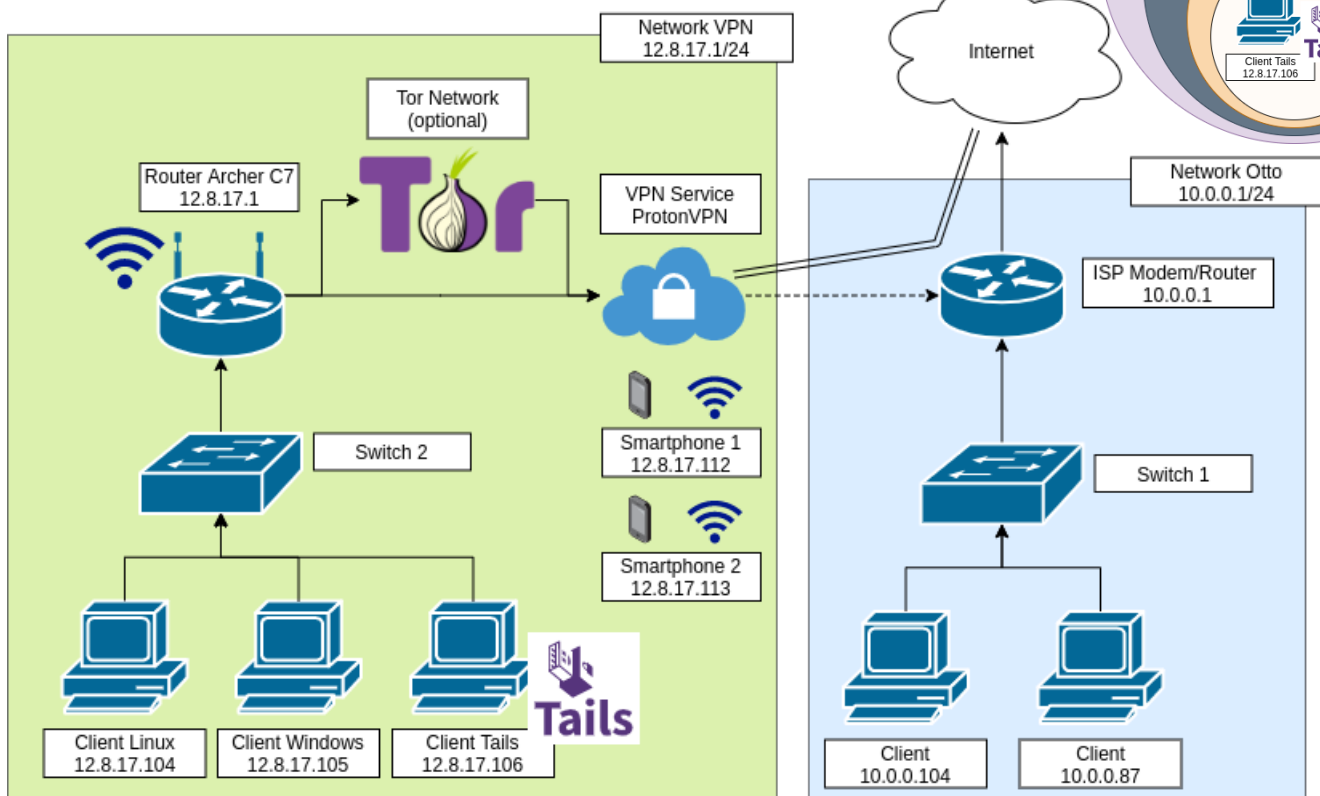 Network VPN
12.8.17.1/24
Internet
Client Tails
12.8.17.106
Tor Network
(optional)
Router Archer C7
12.8.17.1
Tor
VPN Service
ProtonVPN
Network Otto
10.0.0.1/24
ISP Modem/Router
10.0.0.1
Smartphone 1
12.8.17.112
Switch 2
Switch 1
Smartphone 2
12.8.17.113
Tails
Client Linux
12.8.17.104
Client Windows
12.8.17.105
Client Tails
12.8.17.106
Client
10.0.0.104
Client
10.0.0.87